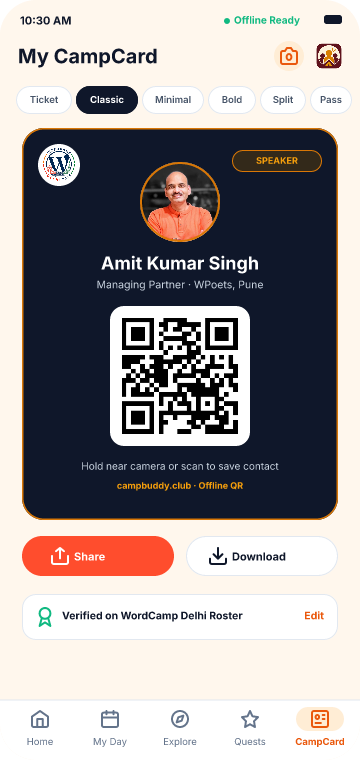 10:30 AM
Offline Ready
My CampCard
Ticket
Classic
Minimal
Bold
Split
Pass
SPEAKER
Amit Kumar Singh
Managing Partner · WPoets, Pune
Hold near camera or scan to save contact
campbuddy.club · Offline QR
Share
Download
Verified on WordCamp Delhi Roster
Edit
Home
My Day
Explore
Quests
CampCard